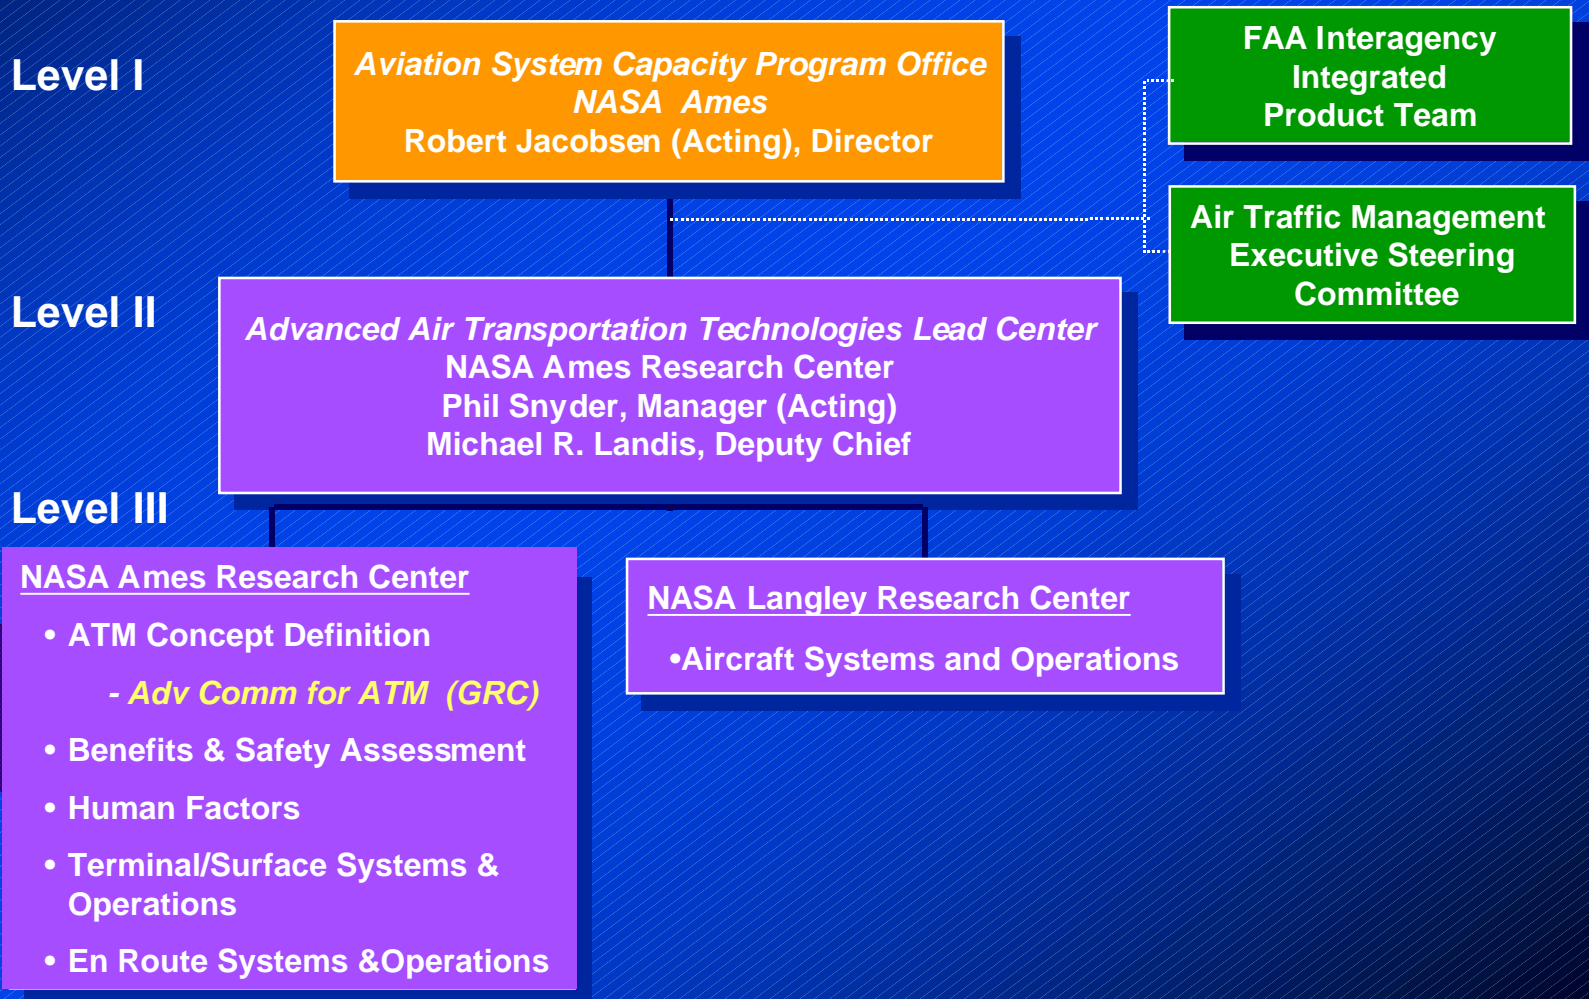 Level I
Aviation System Capacity Program Office
NASA Ames
Robert Jacobsen (Acting), Director
FAA Interagency
Integrated
Product Team
Air Traffic Management
Executive Steering
Committee
Level II
Advanced Air Transportation Technologies Lead Center
NASA Ames Research Center
Phil Snyder, Manager (Acting)
Michael R. Landis, Deputy Chief
Level III
NASA Ames Research Center
• ATM Concept Definition
- Adv Comm for ATM (GRC)
• Benefits & Safety Assessment
• Human Factors
• Terminal/Surface Systems &
Operations
• En Route Systems &Operations
NASA Langley Research Center
•Aircraft Systems and Operations